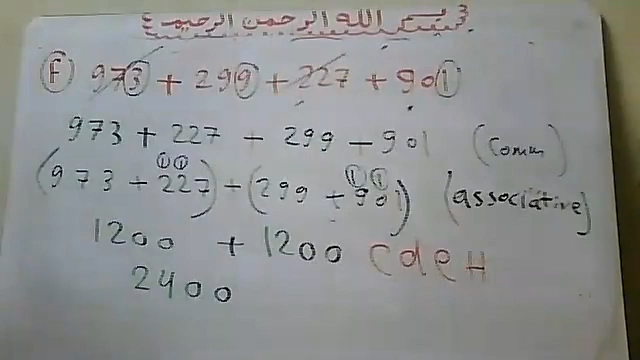 بسم الله الرحمن الرحيم
F) 973 + 299 + 227 + 901
973 + 227 + 299 + 901 (Comm)
(973 + 227) + (299 + 901) (associative)
1200 + 1200 CdeH
2400